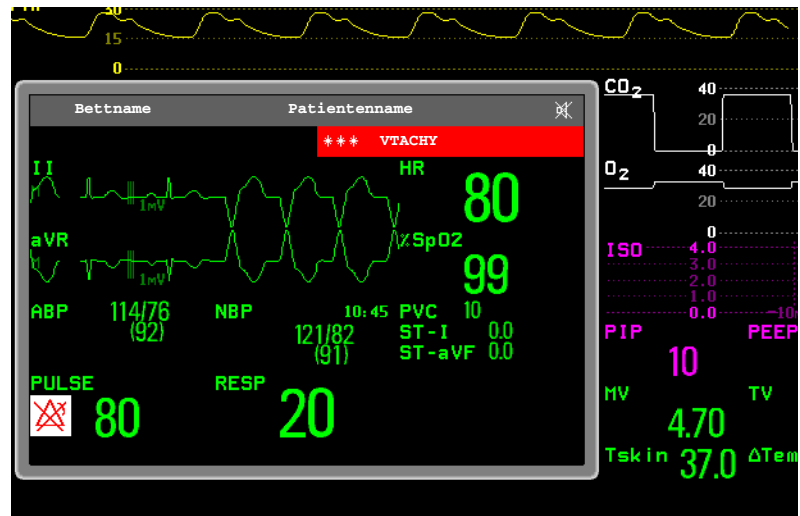 30
15
0
Bettname Patientenname
*** VTACHY
II HR
80
1mV
aVR %SpO2
99
1mV
ABP 114/76 (92) NBP 10:45 121/82 (91) PVC 10
ST-I 0.0
ST-aVF 0.0
PULSE 80 RESP 20
CO2 40
20
0
O2 40
20
0
ISO 4.0
3.0
2.0
1.0
0.0
PIP PEEP
10
MV TV
4.70
Tskin 37.0 ΔTem